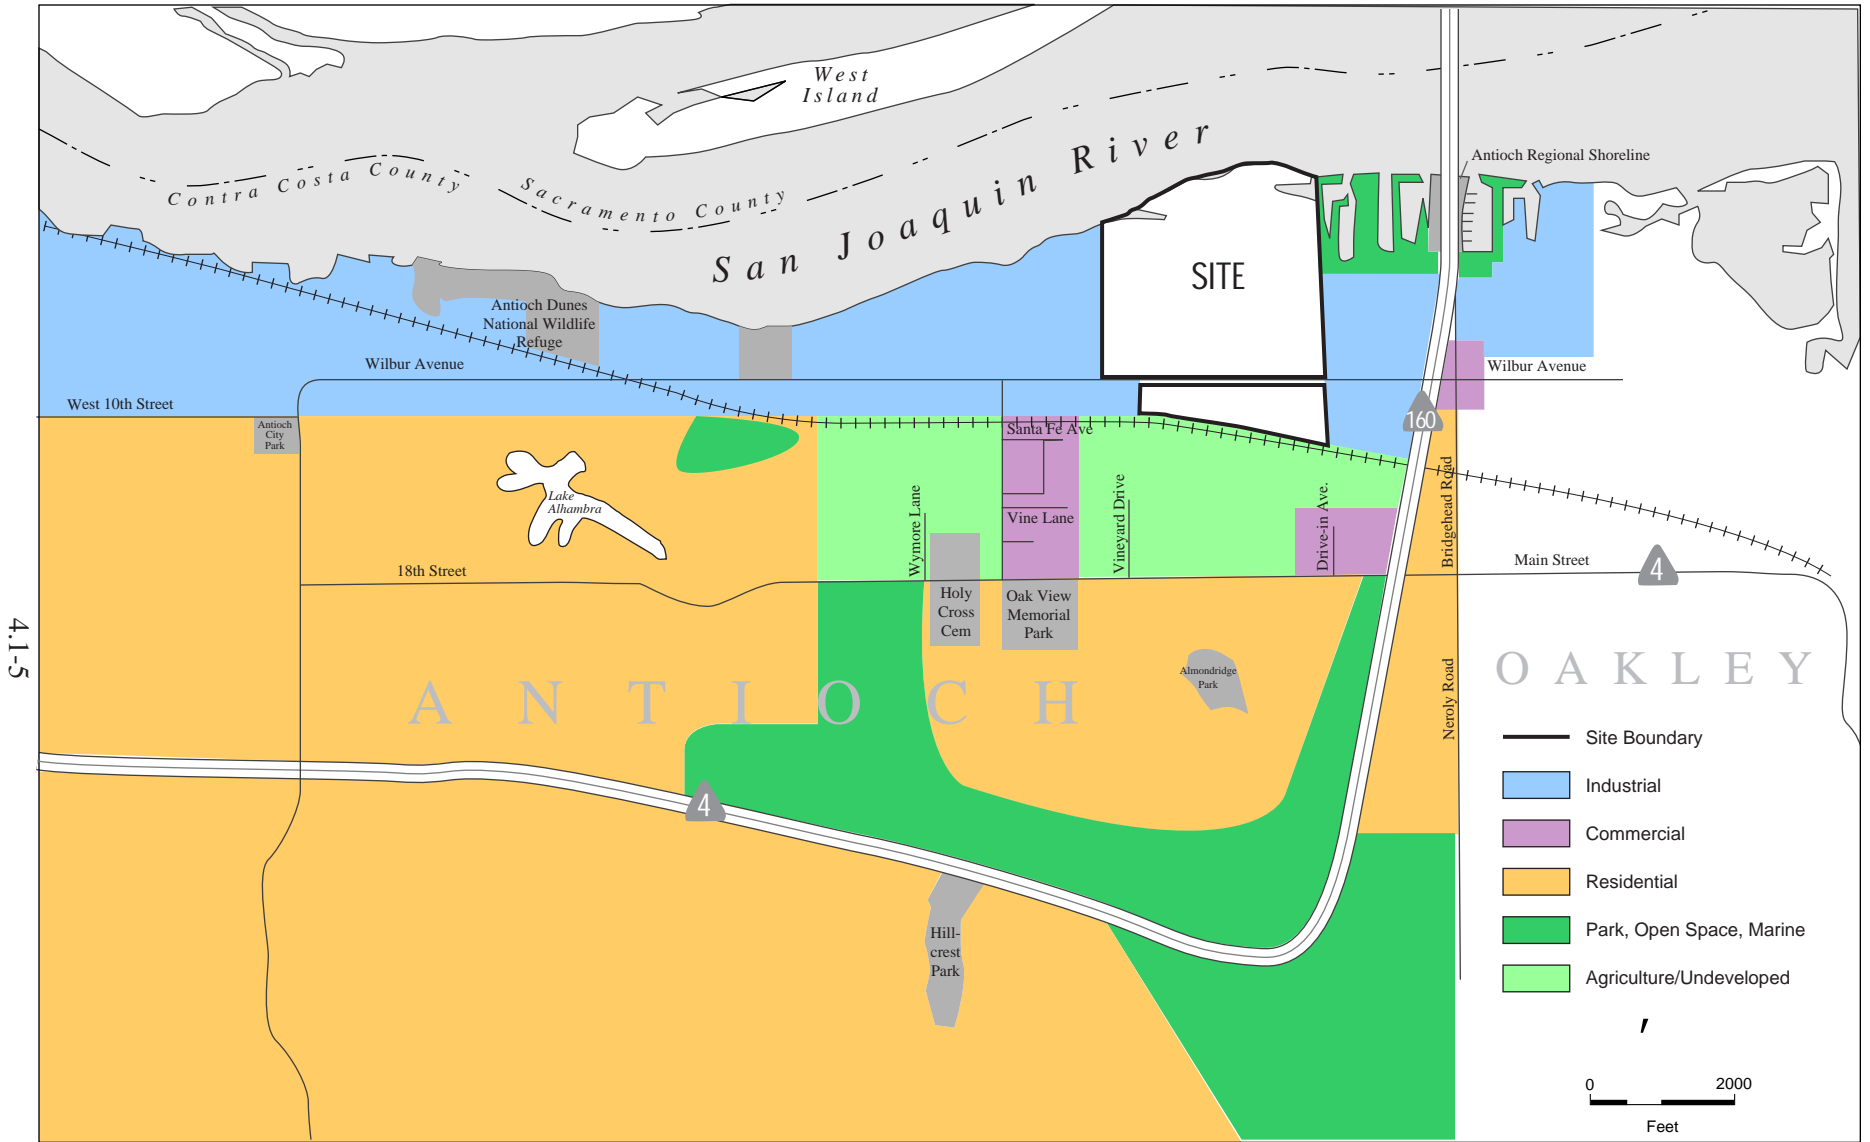 West
Island
Contra Costa County
Sacramento County
San Joaquin River
Antioch Regional Shoreline
SITE
Antioch Dunes
National Wildlife
Refuge
Wilbur Avenue
Wilbur Avenue
West 10th Street
160
Antioch
City
Park
Santa Fe Ave
Lake
Alhambra
Wymore Lane
Vine Lane
Vineyard Drive
Drive-in Ave.
Bridgehead Road
18th Street
Main Street
4
Holy
Cross
Cem
Oak View
Memorial
Park
Almondridge
Park
4.1-5
ANTIOCH
OAKLEY
Neroly Road
4
Hill-
crest
Park
Site Boundary
Industrial
Commercial
Residential
Park, Open Space, Marine
Agriculture/Undeveloped
0 2000
Feet